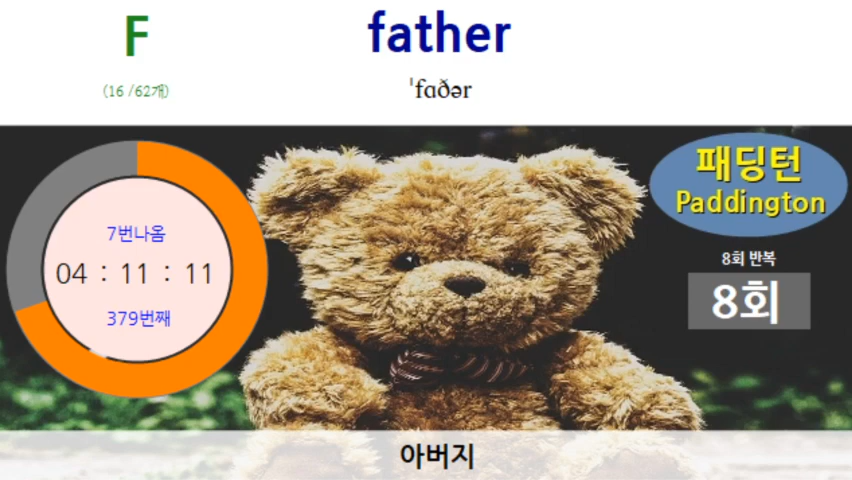 F
father
(16 /62개)
ˈfɑðər
패딩턴
Paddington
7번나옴
04 : 11 : 11
379번째
8회 반복
8회
아버지